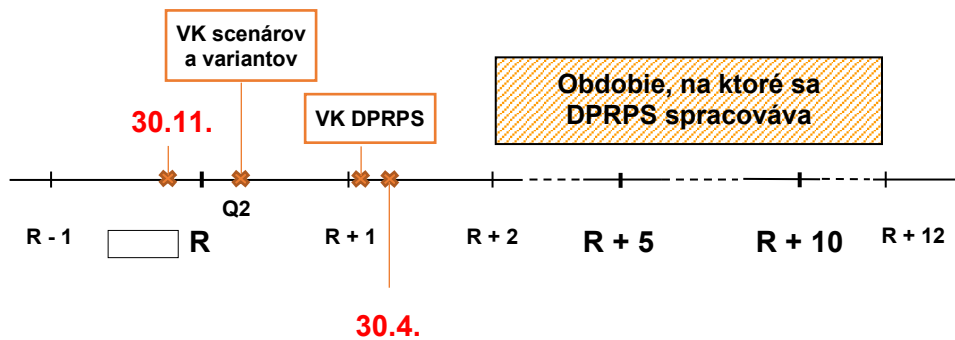 VK scenárov
a variantov
Obdobie, na ktoré sa
DPRPS spracováva
VK DPRPS
30.11.
Q2
R - 1
R
R + 1
R + 2
R + 5
R + 10
R + 12
30.4.